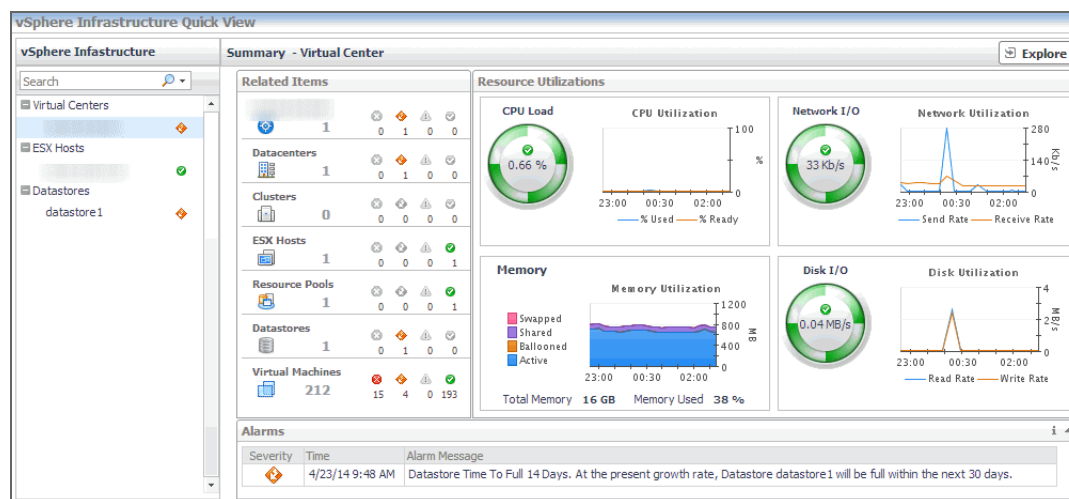 vSphere Infrastructure Quick View
vSphere Infastructure
Search
Virtual Centers
ESX Hosts
Datastores
datastore1
Summary - Virtual Center
Explore
Related Items
1
0 1 0 0
Datacenters
1
0 1 0 0
Clusters
0
0 0 0 0
ESX Hosts
1
0 0 0 1
Resource Pools
1
0 0 0 1
Datastores
1
0 1 0 0
Virtual Machines
212
15 4 0 193
Resource Utilizations
CPU Load
0.66 %
CPU Utilization
100
%
0
23:00 00:30 02:00
% Used % Ready
Network I/O
33 Kb/s
Network Utilization
280
140
Kb/s
0
23:00 00:30 02:00
Send Rate Receive Rate
Memory
Memory Utilization
Swapped
Shared
Ballooned
Active
1200
800
400
0
MB
23:00 00:30 02:00
Total Memory 16 GB Memory Used 38 %
Disk I/O
0.04 MB/s
Disk Utilization
4
2
0
MB/s
23:00 00:30 02:00
Read Rate Write Rate
Alarms
i
Severity Time Alarm Message
4/23/14 9:48 AM Datastore Time To Full 14 Days. At the present growth rate, Datastore datastore1 will be full within the next 30 days.